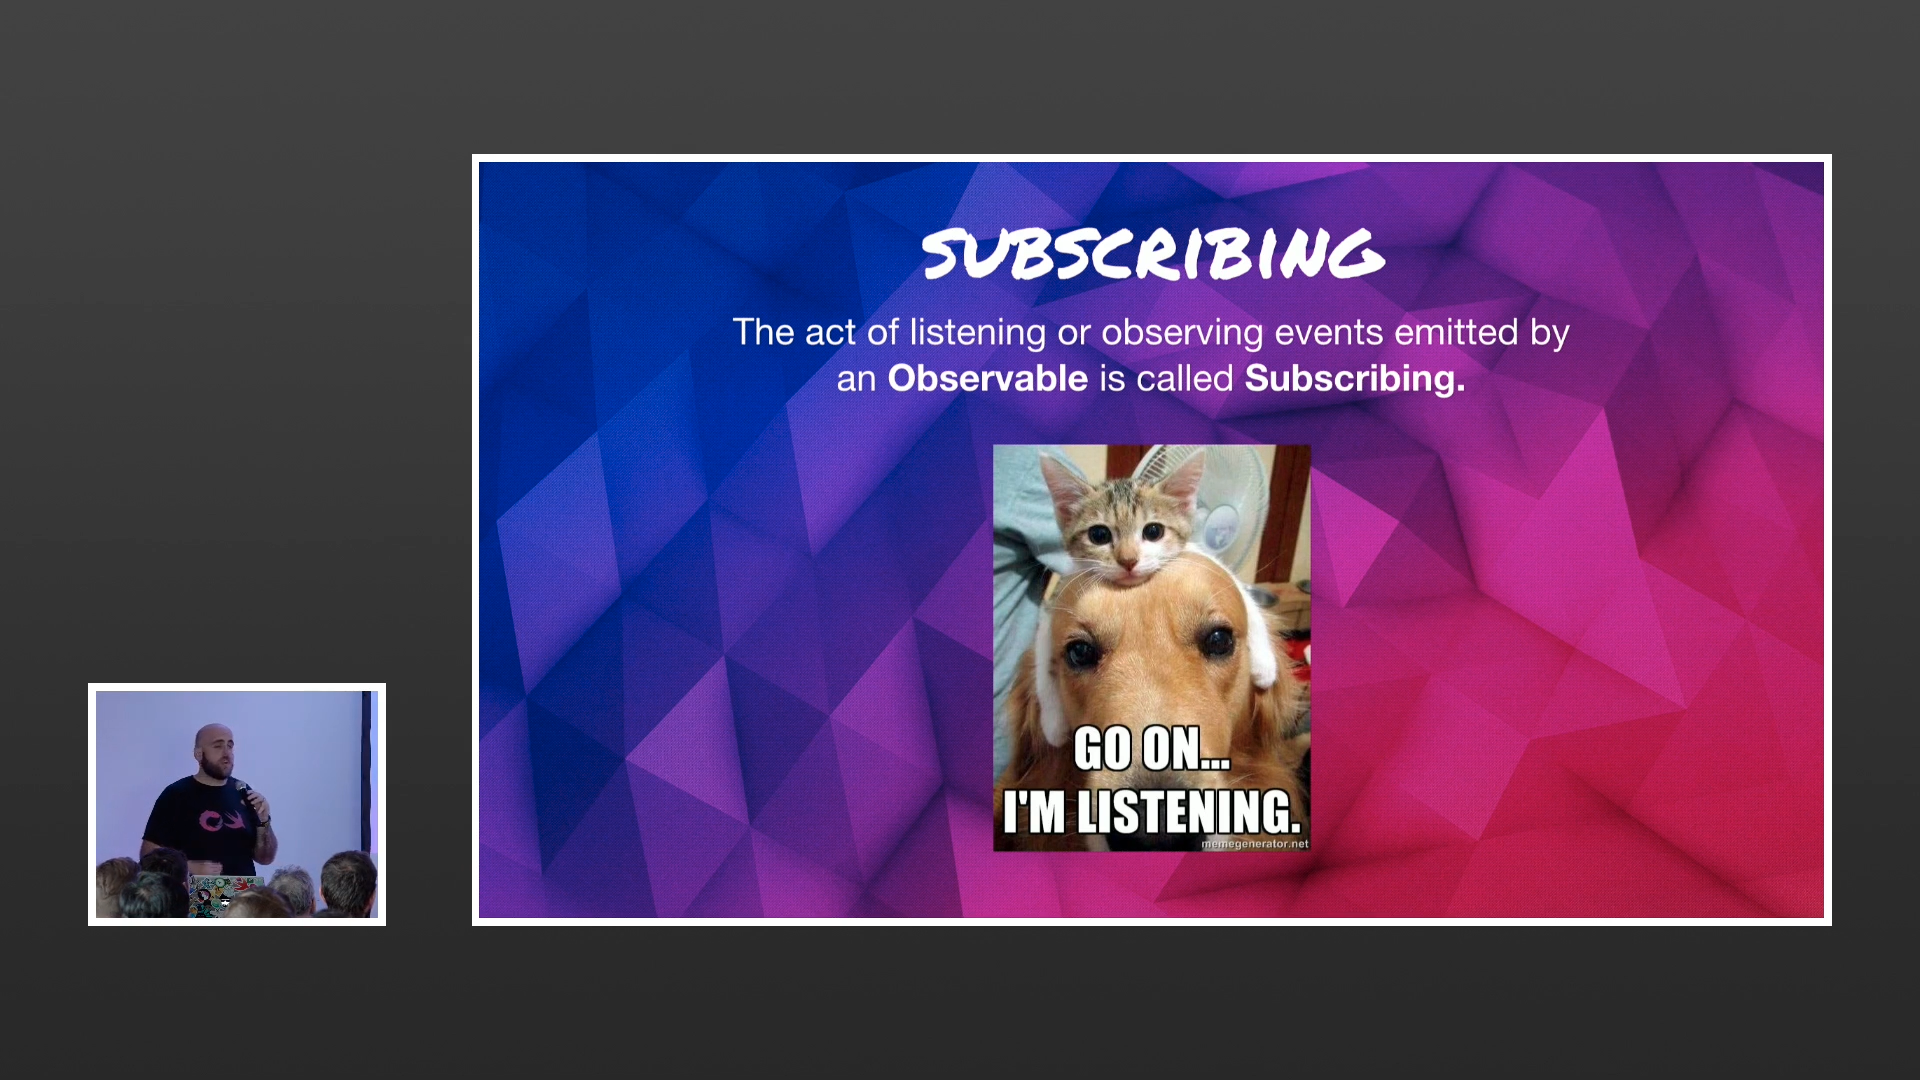 SUBSCRIBING
The act of listening or observing events emitted by
an Observable is called Subscribing.
GO ON...
I'M LISTENING.
memegenerator.net